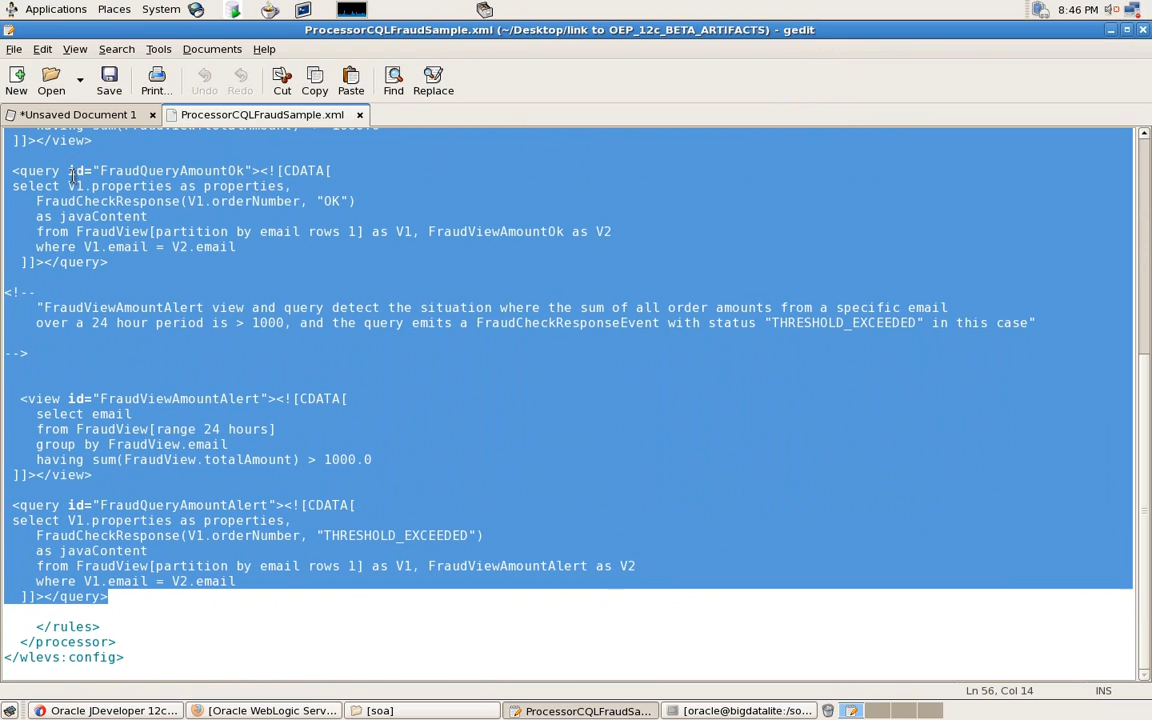 Applications Places System 8:46 PM
ProcessorCQLFraudSample.xml (~/Desktop/link to OEP_12c_BETA_ARTIFACTS) - gedit
File Edit View Search Tools Documents Help
New Open Save Print... Undo Redo Cut Copy Paste Find Replace
*Unsaved Document 1 ProcessorCQLFraudSample.xml
]]></view>
<query id="FraudQueryAmountOk"><![CDATA[
select V1.properties as properties,
FraudCheckResponse(V1.orderNumber, "OK")
as javaContent
from FraudView[partition by email rows 1] as V1, FraudViewAmountOk as V2
where V1.email = V2.email
]]></query>
<!--
"FraudViewAmountAlert view and query detect the situation where the sum of all order amounts from a specific email
over a 24 hour period is > 1000, and the query emits a FraudCheckResponseEvent with status "THRESHOLD_EXCEEDED" in this case"
-->
<view id="FraudViewAmountAlert"><![CDATA[
select email
from FraudView[range 24 hours]
group by FraudView.email
having sum(FraudView.totalAmount) > 1000.0
]]></view>
<query id="FraudQueryAmountAlert"><![CDATA[
select V1.properties as properties,
FraudCheckResponse(V1.orderNumber, "THRESHOLD_EXCEEDED")
as javaContent
from FraudView[partition by email rows 1] as V1, FraudViewAmountAlert as V2
where V1.email = V2.email
]]></query>
</rules>
</processor>
</wlevs:config>
Ln 56, Col 14 INS
Oracle JDeveloper 12c... [Oracle WebLogic Serv... [soa] ProcessorCQLFraudSa... [oracle@bigdatalite:/so...